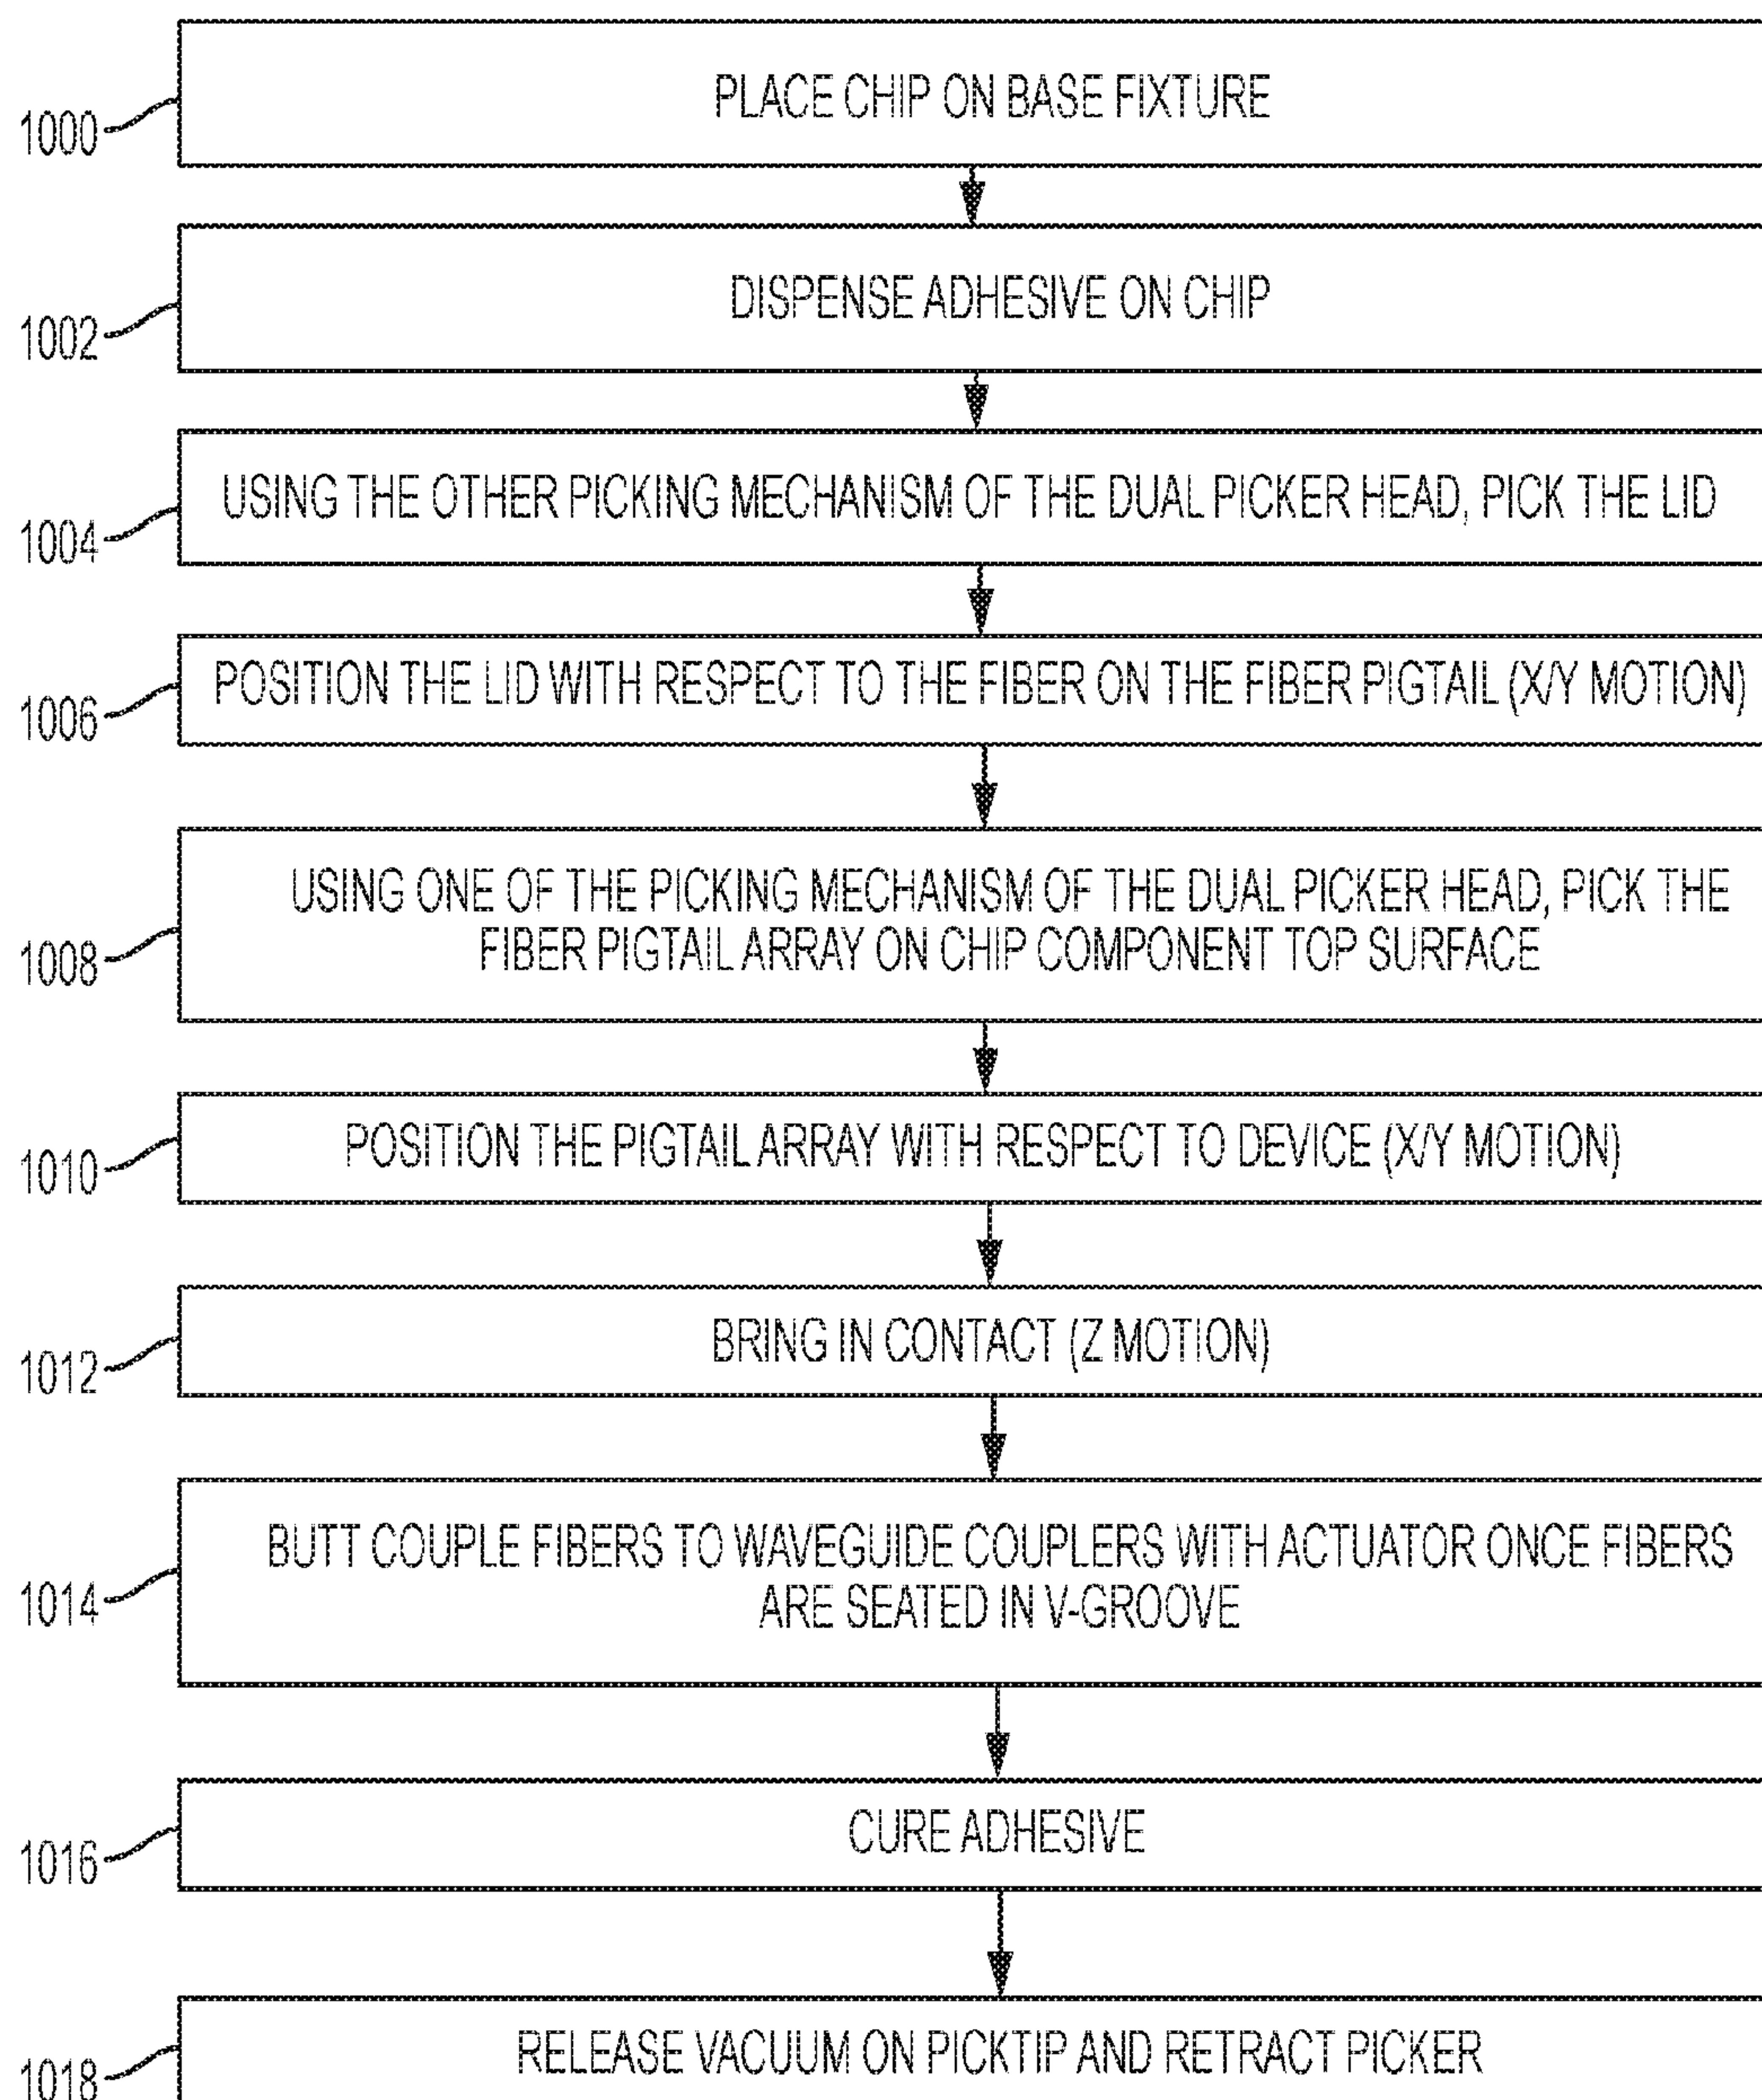 PLACE CHIP ON BASE FIXTURE
1000
DISPENSE ADHESIVE ON CHIP
1002
USING THE OTHER PICKING MECHANISM OF THE DUAL PICKER HEAD, PICK THE LID
1004
POSITION THE LID WITH RESPECT TO THE FIBER ON THE FIBER PIGTAIL (X/Y MOTION)
1006
USING ONE OF THE PICKING MECHANISM OF THE DUAL PICKER HEAD, PICK THE
FIBER PIGTAIL ARRAY ON CHIP COMPONENT TOP SURFACE
1008
POSITION THE PIGTAIL ARRAY WITH RESPECT TO DEVICE (X/Y MOTION)
1010
BRING IN CONTACT (Z MOTION)
1012
BUTT COUPLE FIBERS TO WAVEGUIDE COUPLERS WITH ACTUATOR ONCE FIBERS
ARE SEATED IN V-GROOVE
1014
CURE ADHESIVE
1016
RELEASE VACUUM ON PICKTIP AND RETRACT PICKER
1018